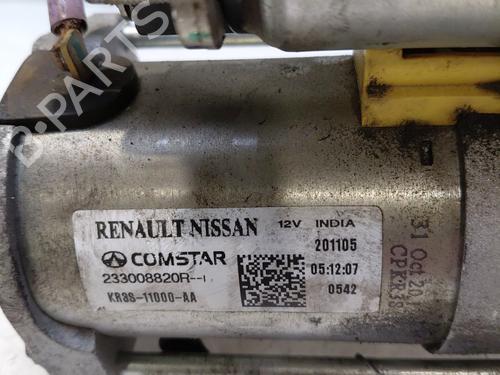 B-PARTS
RENAULT NISSAN 12V INDIA
COMSTAR 201105
233008820R--I 05:12:07
KR3S-11000-AA 0542
31 Oct 20